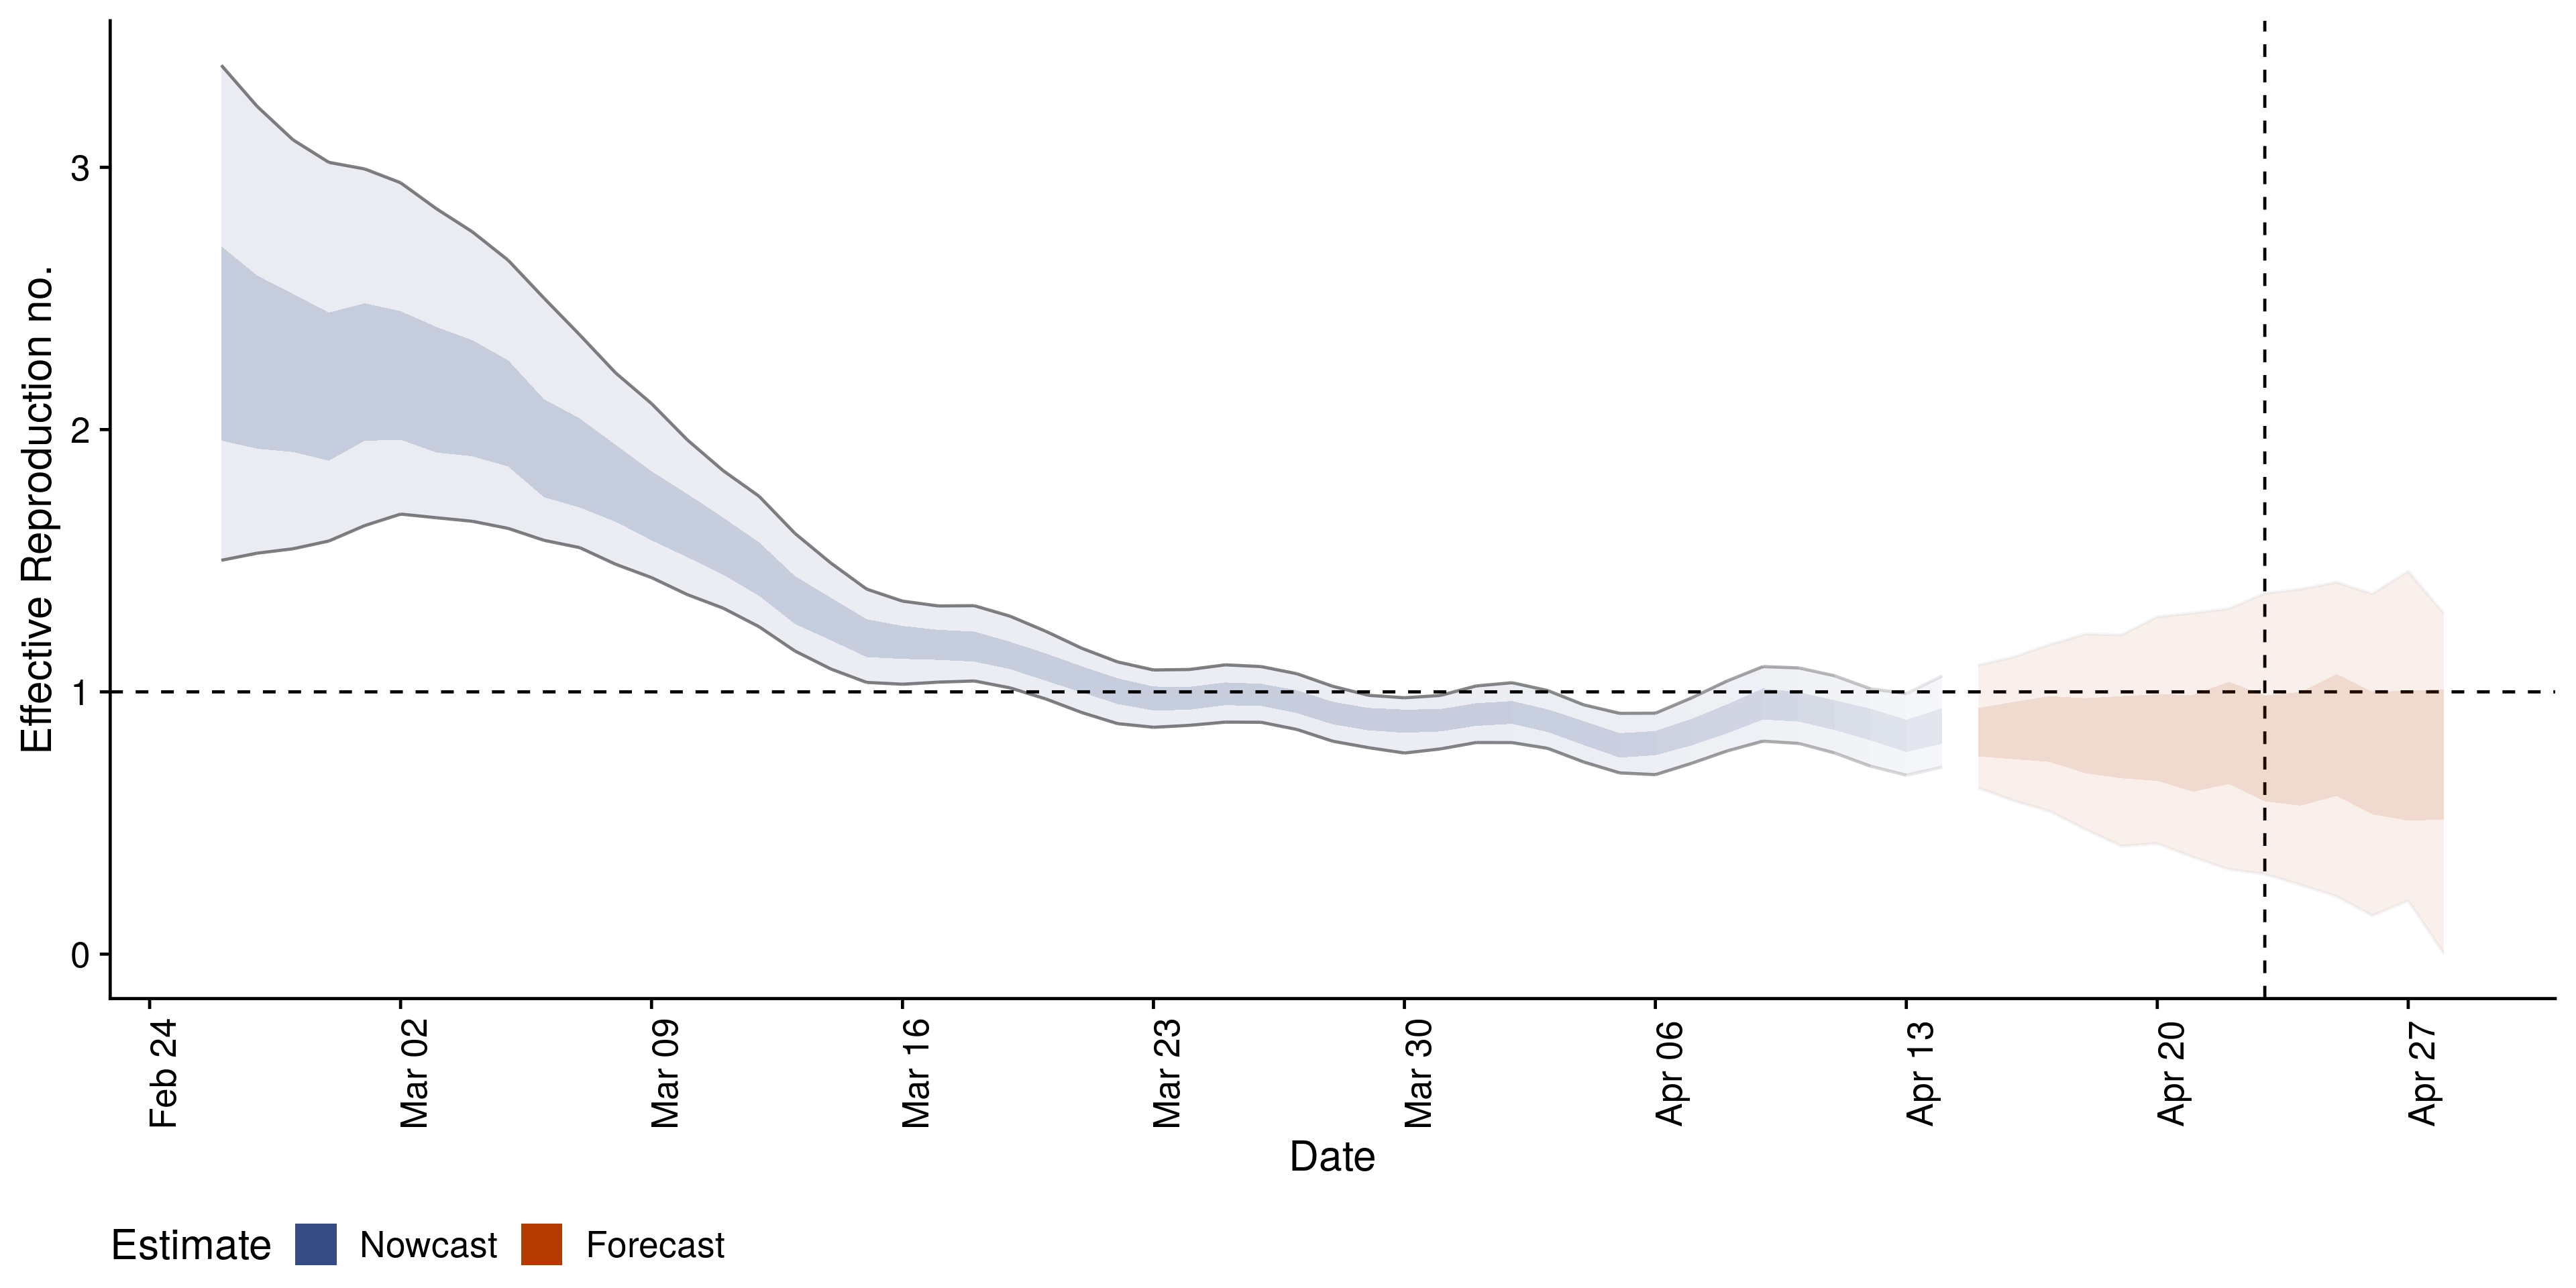 Effective Reproduction no.
3
2
1
0
Feb 24
Mar 02
Mar 09
Mar 16
Mar 23
Mar 30
Apr 06
Apr 13
Apr 20
Apr 27
Date
Estimate Nowcast Forecast